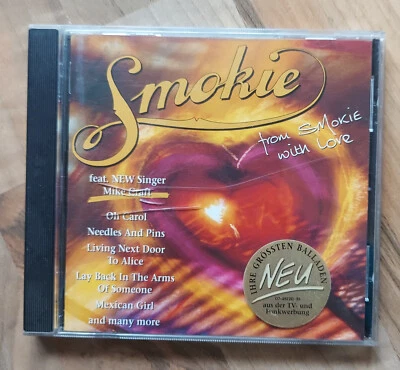 Smokie
from SMOKIE
with Love
feat. NEW Singer
Mike Craft
Oh Carol
Needles And Pins
Living Next Door
To Alice
Lay Back In The Arms
Of Someone
Mexican Girl
and many more
IHRE GRÖSSTEN BALLADEN
NEU
aus der TV- und
Funkwerbung